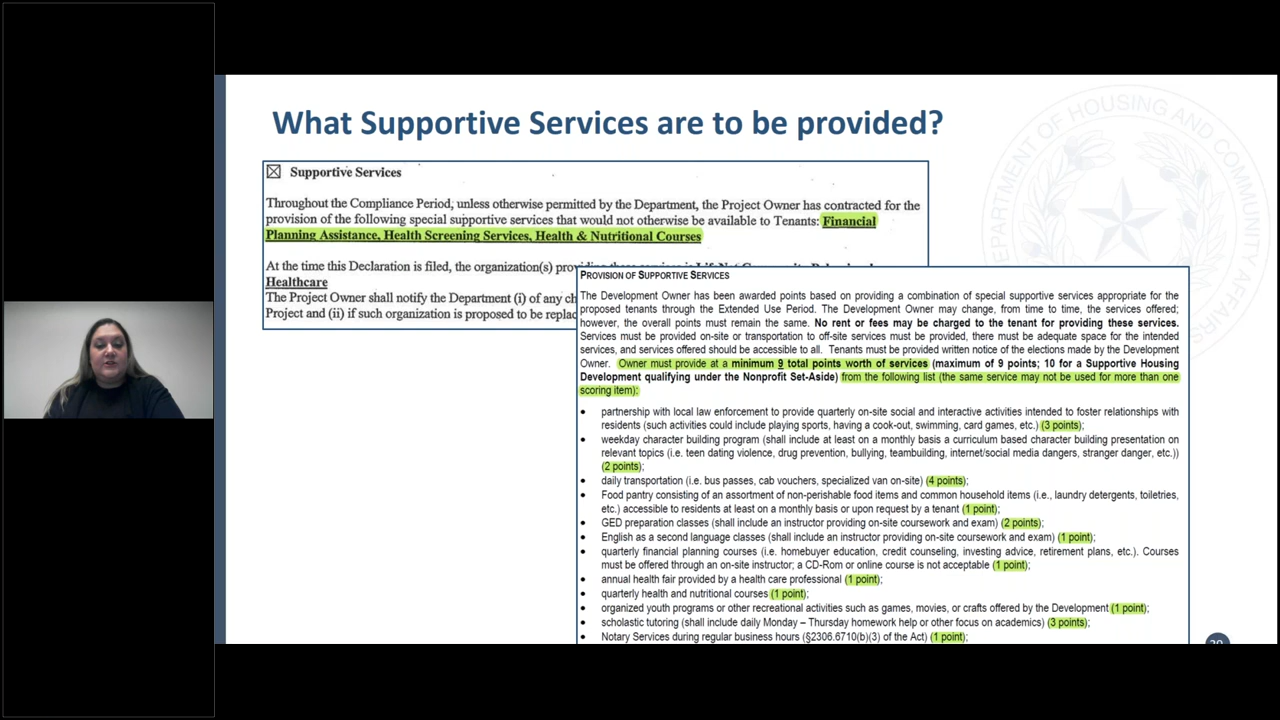 What Supportive Services are to be provided?
☒ Supportive Services
Throughout the Compliance Period, unless otherwise permitted by the Department, the Project Owner has contracted for the
provision of the following special supportive services that would not otherwise be available to Tenants: Financial
Planning Assistance, Health Screening Services, Health & Nutritional Courses
At the time this Declaration is filed, the organization(s)
Healthcare
The Project Owner shall notify the Department (i) of any
Project and (ii) if such organization is proposed to be
PROVISION OF SUPPORTIVE SERVICES
The Development Owner has been awarded points based on providing a combination of special supportive services appropriate for the
proposed tenants through the Extended Use Period. The Development Owner may change, from time to time, the services offered;
however, the overall points must remain the same. No rent or fees may be charged to the tenant for providing these services.
Services must be provided on-site or transportation to off-site services must be provided, there must be adequate space for the intended
services, and services offered should be accessible to all. Tenants must be provided written notice of the elections made by the Development
Owner. Owner must provide at a minimum 9 total points worth of services (maximum of 9 points; 10 for a Supportive Housing
Development qualifying under the Nonprofit Set-Aside) from the following list (the same service may not be used for more than one
scoring item):
• partnership with local law enforcement to provide quarterly on-site social and interactive activities intended to foster relationships with
residents (such activities could include playing sports, having a cook-out, swimming, card games, etc.) (3 points);
• weekday character building program (shall include at least on a monthly basis a curriculum based character building presentation on
relevant topics (i.e. teen dating violence, drug prevention, bullying, teambuilding, internet/social media dangers, stranger danger, etc.))
(2 points);
• daily transportation (i.e. bus passes, cab vouchers, specialized van on-site) (4 points);
• Food pantry consisting of an assortment of non-perishable food items and common household items (i.e., laundry detergents, toiletries,
etc.) accessible to residents at least on a monthly basis or upon request by a tenant (1 point);
• GED preparation classes (shall include an instructor providing on-site coursework and exam) (2 points);
• English as a second language classes (shall include an instructor providing on-site coursework and exam) (1 point);
• quarterly financial planning courses (i.e. homebuyer education, credit counseling, investing advice, retirement plans, etc.). Courses
must be offered through an on-site instructor; a CD-Rom or online course is not acceptable (1 point);
• annual health fair provided by a health care professional (1 point);
• quarterly health and nutritional courses (1 point);
• organized youth programs or other recreational activities such as games, movies, or crafts offered by the Development (1 point);
• scholastic tutoring (shall include daily Monday – Thursday homework help or other focus on academics) (3 points);
• Notary Services during regular business hours (§2306.6710(b)(3) of the Act) (1 point);
DEPARTMENT OF HOUSING AND COMMUNITY AFFAIRS